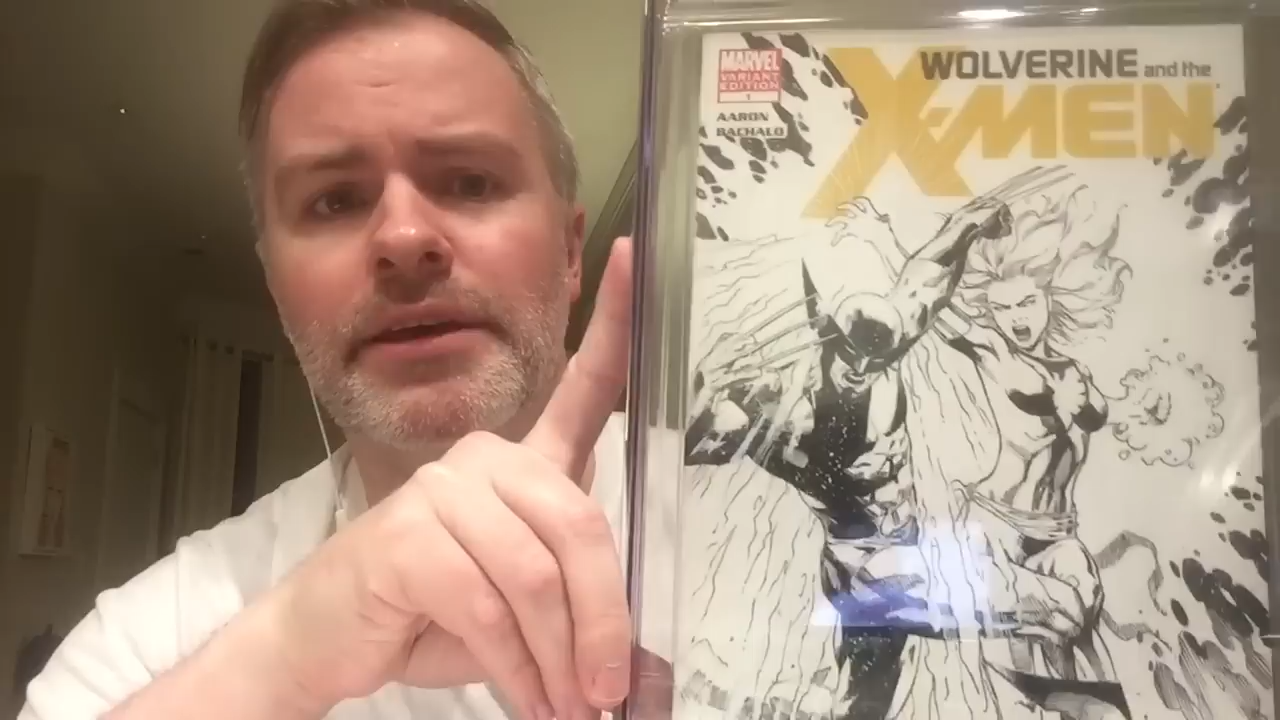 MARVEL
VARIANT
EDITION
1
AARON
BACHALO
WOLVERINE and the
X-MEN